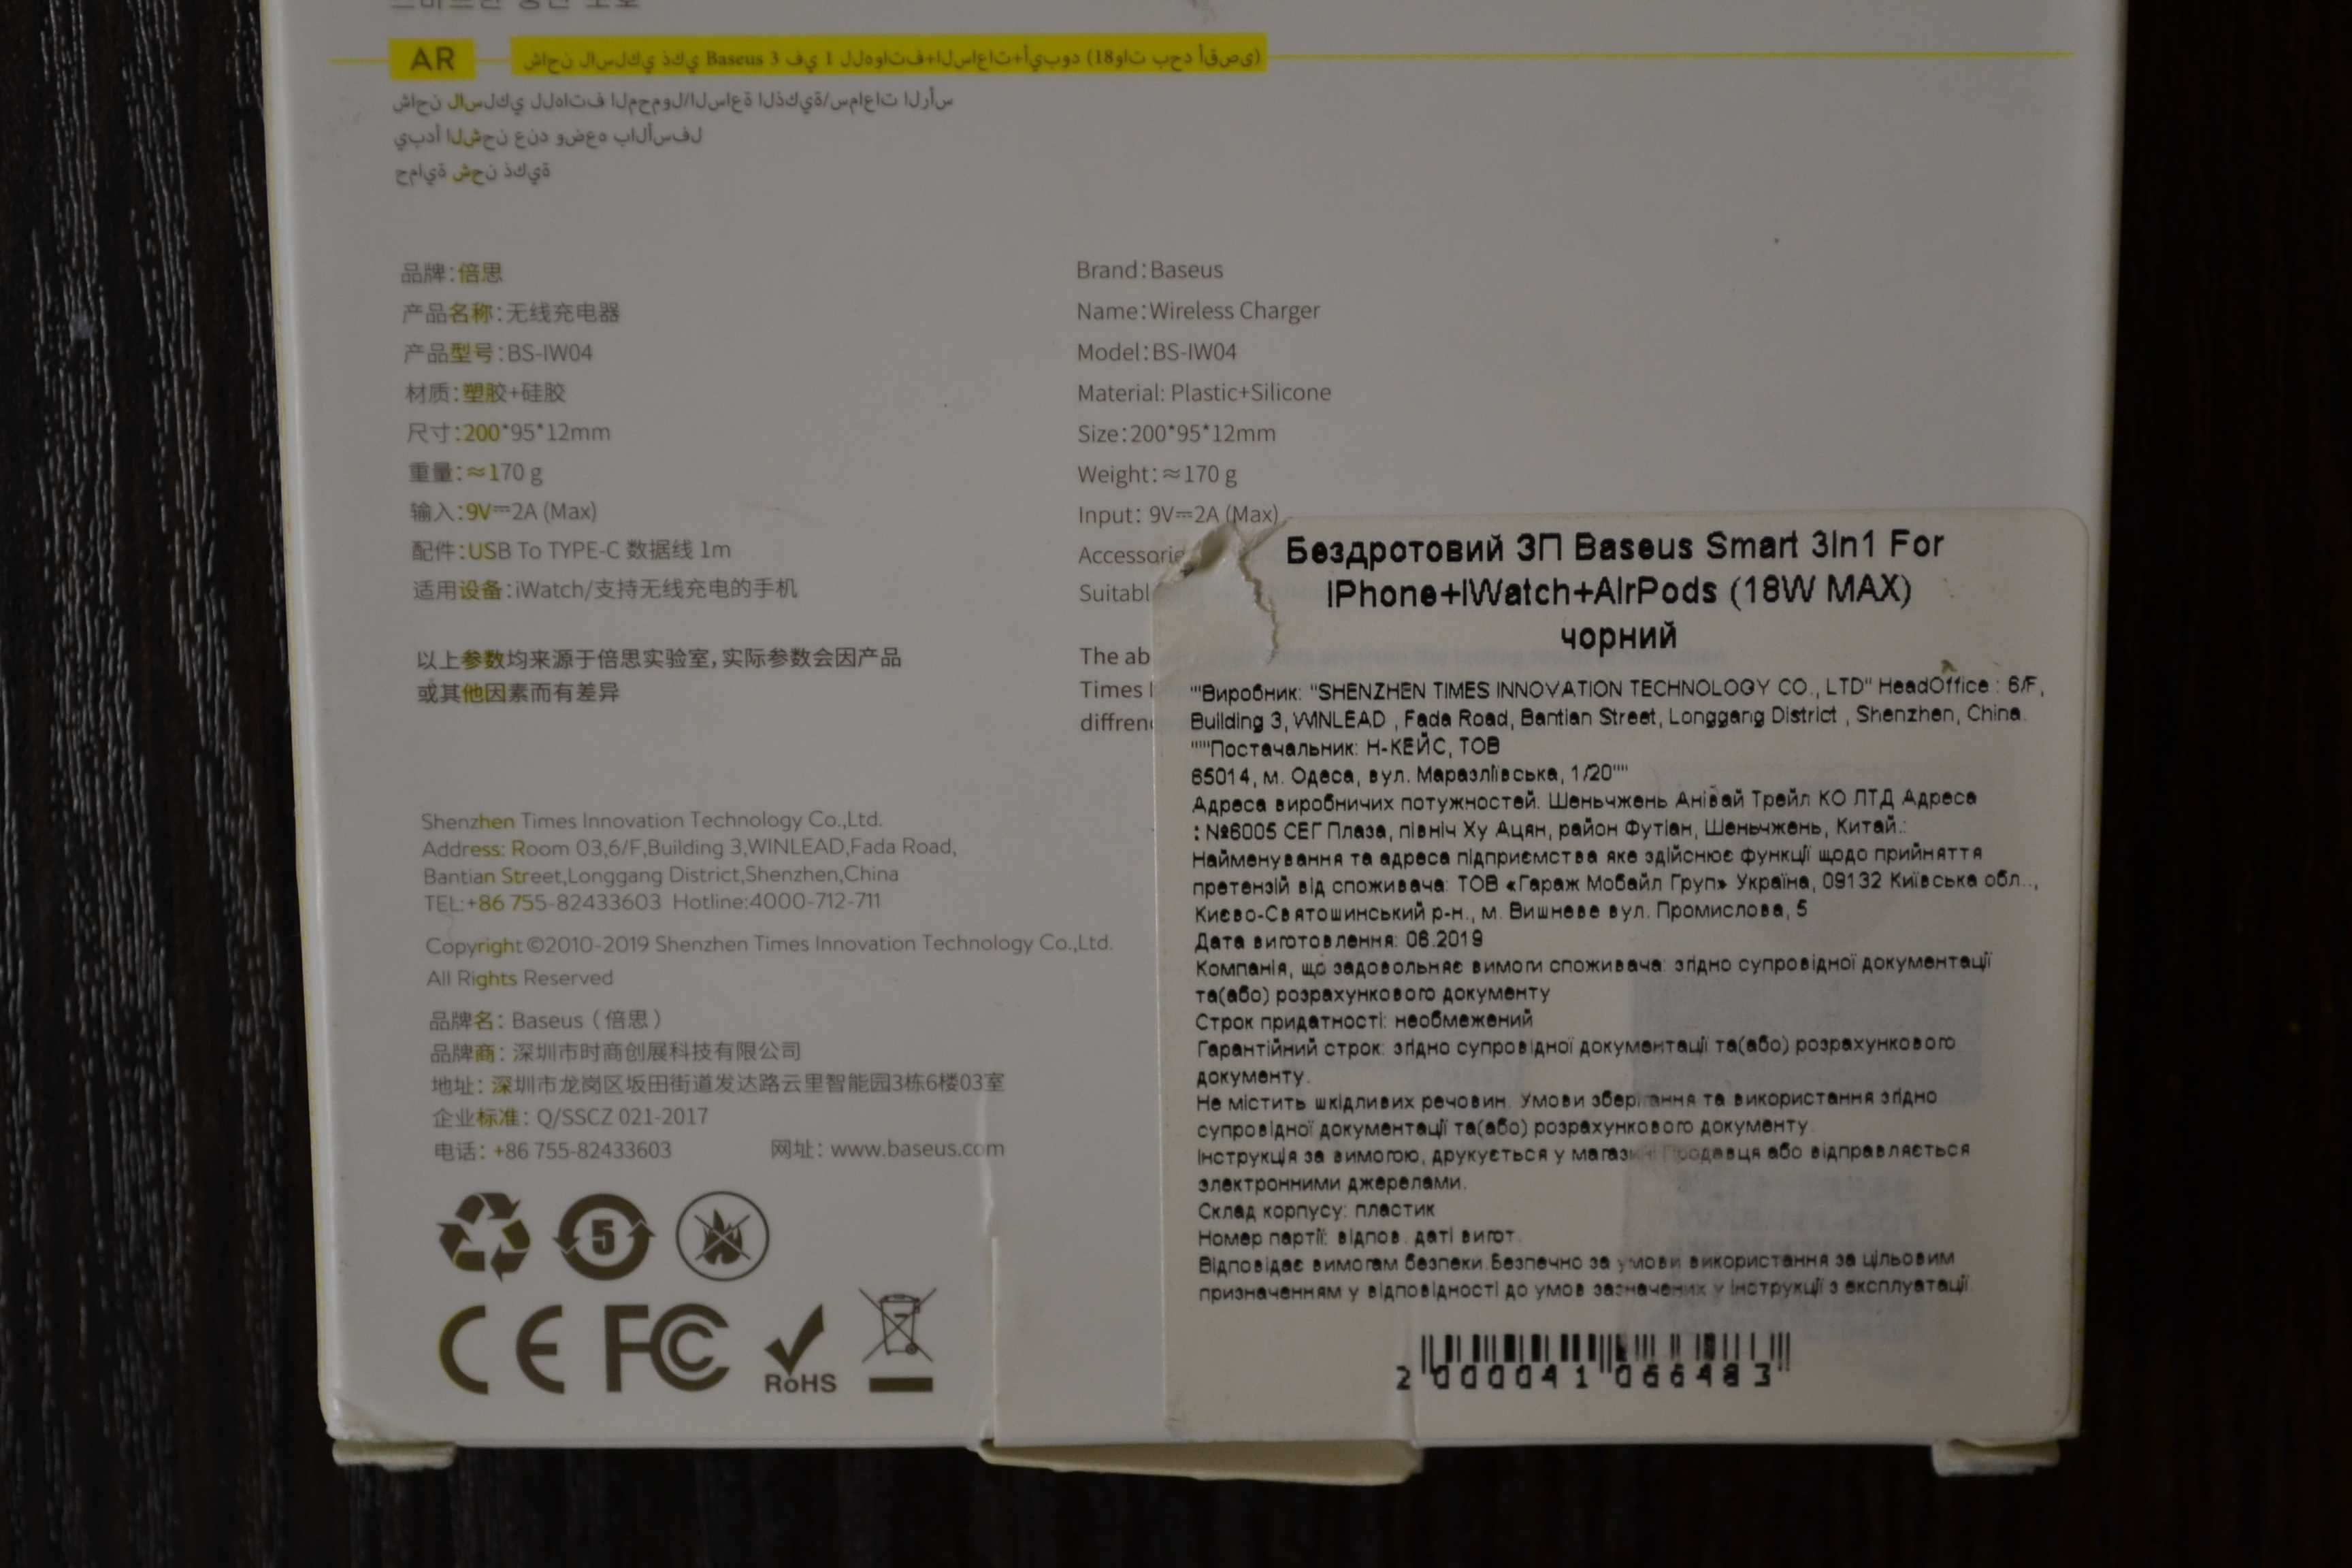 AR
شاحن لاسلكي ذكي Baseus 3 في 1 للهواتف+الساعات+أيبود (18وات بحد أقصى)
شاحن لاسلكي للهاتف المحمول/الساعة الذكية/سماعات الرأس
يبدأ الشحن عند وضعه بالأسفل
حماية شحن ذكية
品牌:倍思
产品名称:无线充电器
产品型号:BS-IW04
材质:塑胶+硅胶
尺寸:200*95*12mm
重量:≈170 g
输入:9V⎓2A (Max)
配件:USB To TYPE-C 数据线 1m
适用设备:iWatch/支持无线充电的手机
以上参数均来源于倍思实验室,实际参数会因产品
或其他因素而有差异
Brand:Baseus
Name:Wireless Charger
Model:BS-IW04
Material: Plastic+Silicone
Size:200*95*12mm
Weight:≈170 g
Input: 9V⎓2A (Max)
The ab
Times
Shenzhen Times Innovation Technology Co.,Ltd.
Address: Room 03,6/F,Building 3,WINLEAD,Fada Road,
Bantian Street,Longgang District,Shenzhen,China
TEL:+86 755-82433603 Hotline:4000-712-711
Copyright ©2010-2019 Shenzhen Times Innovation Technology Co.,Ltd.
All Rights Reserved
品牌名: Baseus (倍思)
品牌商: 深圳市时商创展科技有限公司
地址: 深圳市龙岗区坂田街道发达路云里智能园3栋6楼03室
企业标准: Q/SSCZ 021-2017
电话: +86 755-82433603 网址: www.baseus.com
5
CE FC RoHS
Бездротовий ЗП Baseus Smart 3In1 For
IPhone+IWatch+AirPods (18W MAX)
чорний
""Виробник: "SHENZHEN TIMES INNOVATION TECHNOLOGY CO., LTD" HeadOffice : 6/F,
Building 3, WINLEAD , Fada Road, Bantian Street, Longgang District , Shenzhen, China.
"""Постачальник: Н-КЕЙС, ТОВ
65014, м. Одеса, вул. Маразліївська, 1/20""
Адреса виробничих потужностей. Шеньчжень Анівай Трейл КО ЛТД Адреса
: №6005 СЕГ Плаза, північ Ху Ацян, район Футіан, Шеньчжень, Китай.:
Найменування та адреса підприємства яке здійснює функції щодо прийняття
претензій від споживача: ТОВ «Гараж Мобайл Груп» Україна, 09132 Київська обл..,
Києво-Святошинський р-н., м. Вишневе вул. Промислова, 5
Дата виготовлення: 06.2019
Компанія, що задовольняє вимоги споживача: згідно супровідної документації
та(або) розрахункового документу
Строк придатності: необмежений
Гарантійний строк: згідно супровідної документації та(або) розрахункового
документу.
Не містить шкідливих речовин. Умови зберігання та використання згідно
супровідної документації та(або) розрахункового документу.
Інструкція за вимогою, друкується у магазині Продавця або відправляється
электронними джерелами.
Склад корпусу: пластик
Номер партії: відпов. даті вигот.
Відповідає вимогам безпеки.Безпечно за умови використання за цільовим
призначенням у відповідності до умов зазначених у інструкції з експлуатації.
2 000041 066483